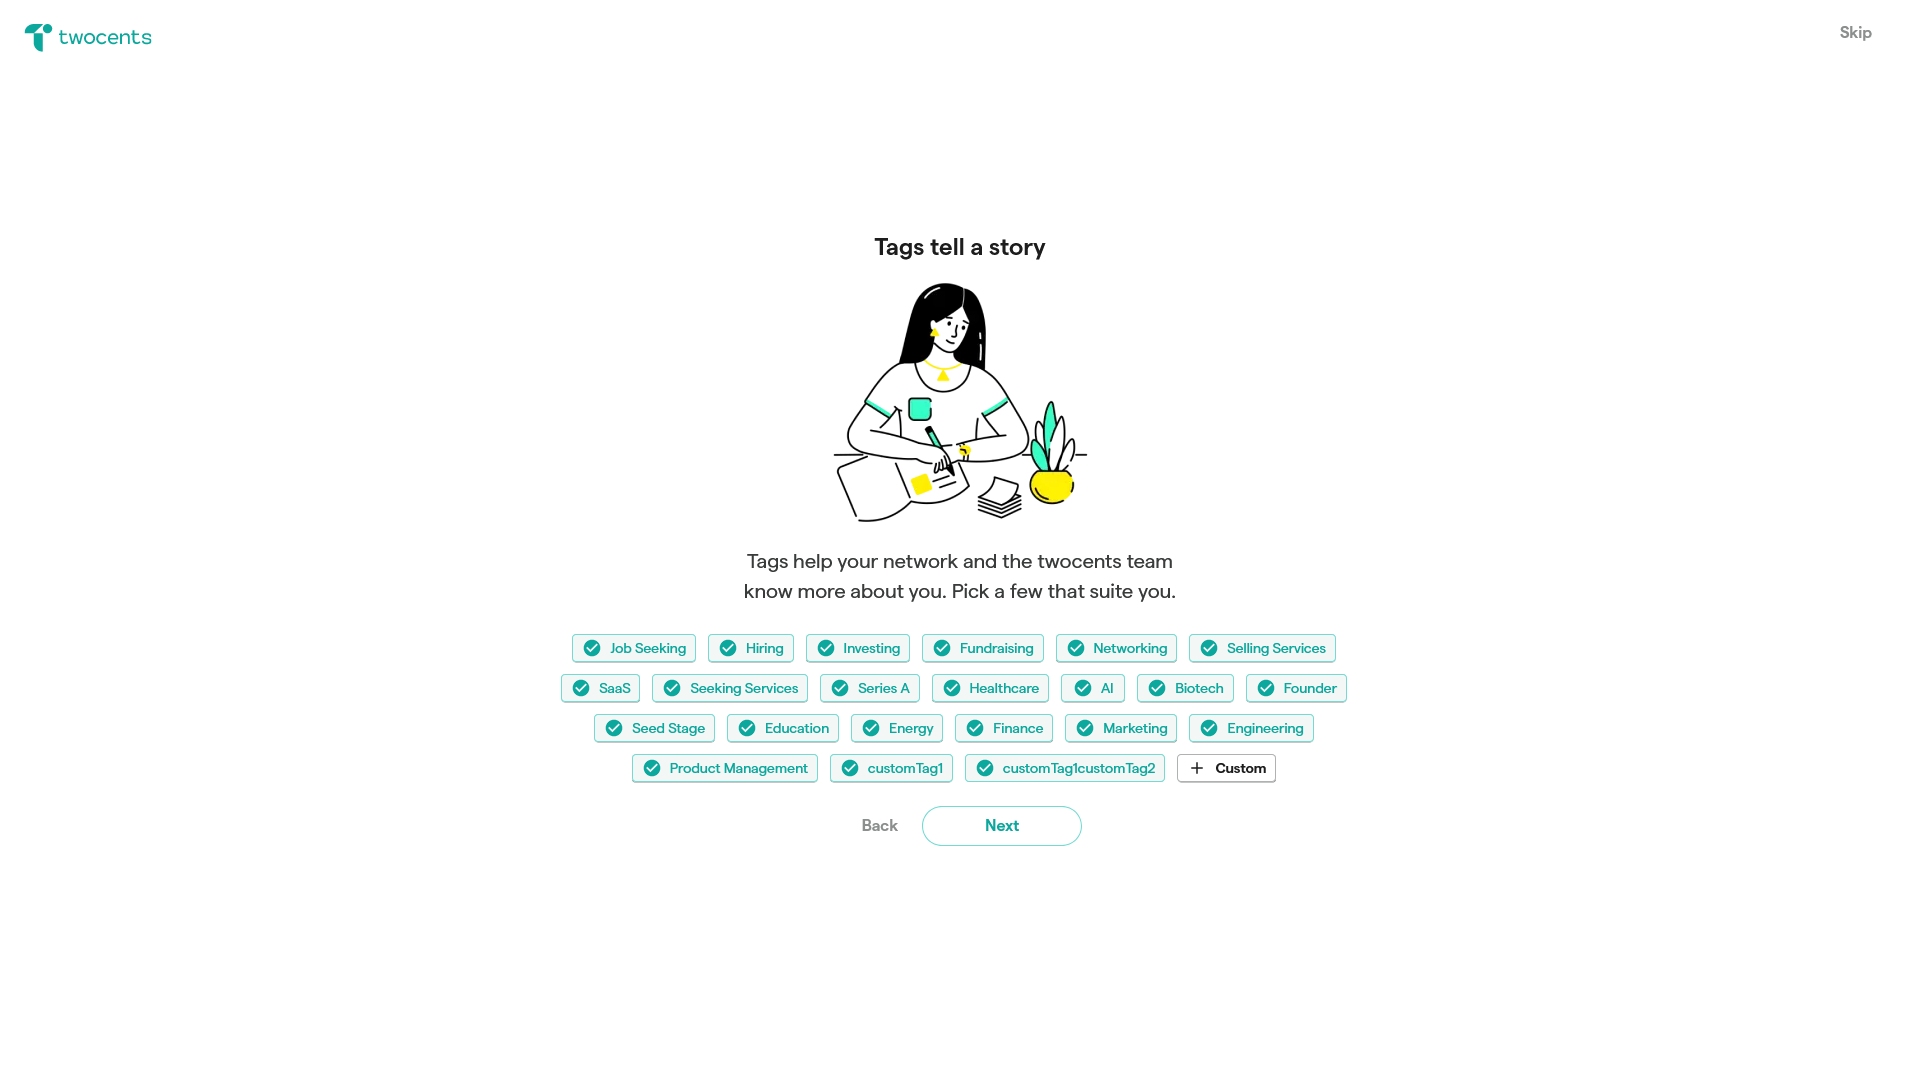 twocents
Skip
Tags tell a story
Tags help your network and the twocents team
know more about you. Pick a few that suite you.
Job Seeking Hiring Investing Fundraising Networking Selling Services
SaaS Seeking Services Series A Healthcare AI Biotech Founder
Seed Stage Education Energy Finance Marketing Engineering
Product Management customTag1 customTag1customTag2 + Custom
Back Next